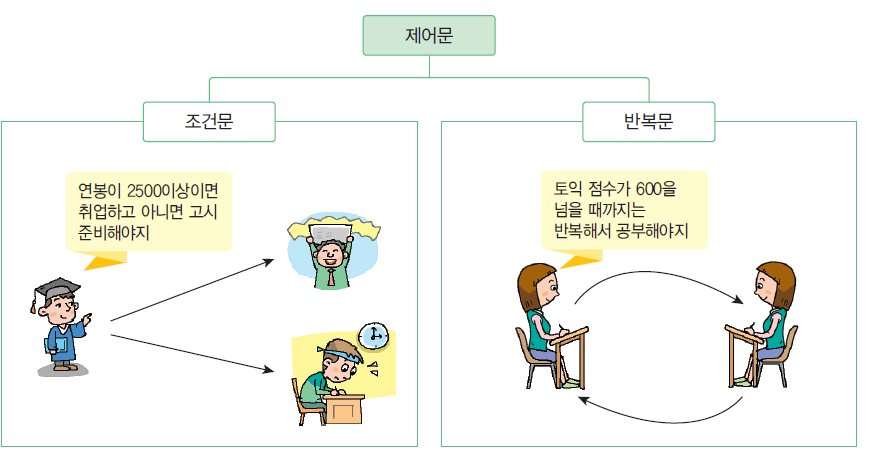 제어문
조건문
반복문
연봉이 2500이상이면
취업하고 아니면 고시
준비해야지
토익 점수가 600을
넘을 때까지는
반복해서 공부해야지